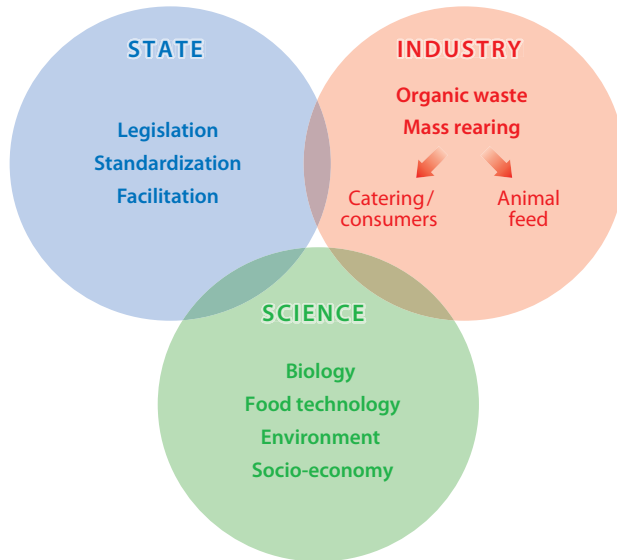 STATE
Legislation
Standardization
Facilitation
INDUSTRY
Organic waste
Mass rearing
Catering/
consumers
Animal
feed
SCIENCE
Biology
Food technology
Environment
Socio-economy